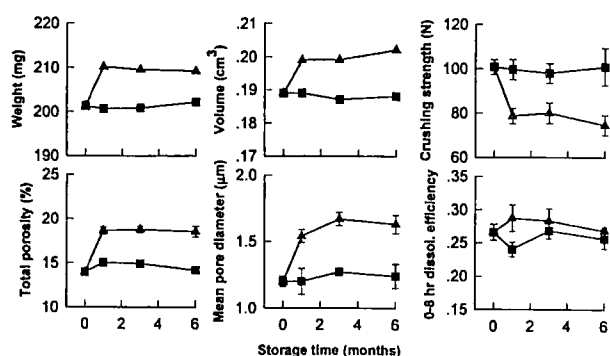 220
210
200
190
Weight (mg)
.21
.20
.19
.18
.17
Volume (cm³)
120
100
80
60
Crushing strength (N)
25
20
15
10
Total porosity (%)
0 2 4 6
2.0
1.6
1.2
Mean pore diameter (µm)
0 2 4 6
.35
.30
.25
.20
.15
0-8 hr dissol. efficiency
0 2 4 6
Storage time (months)